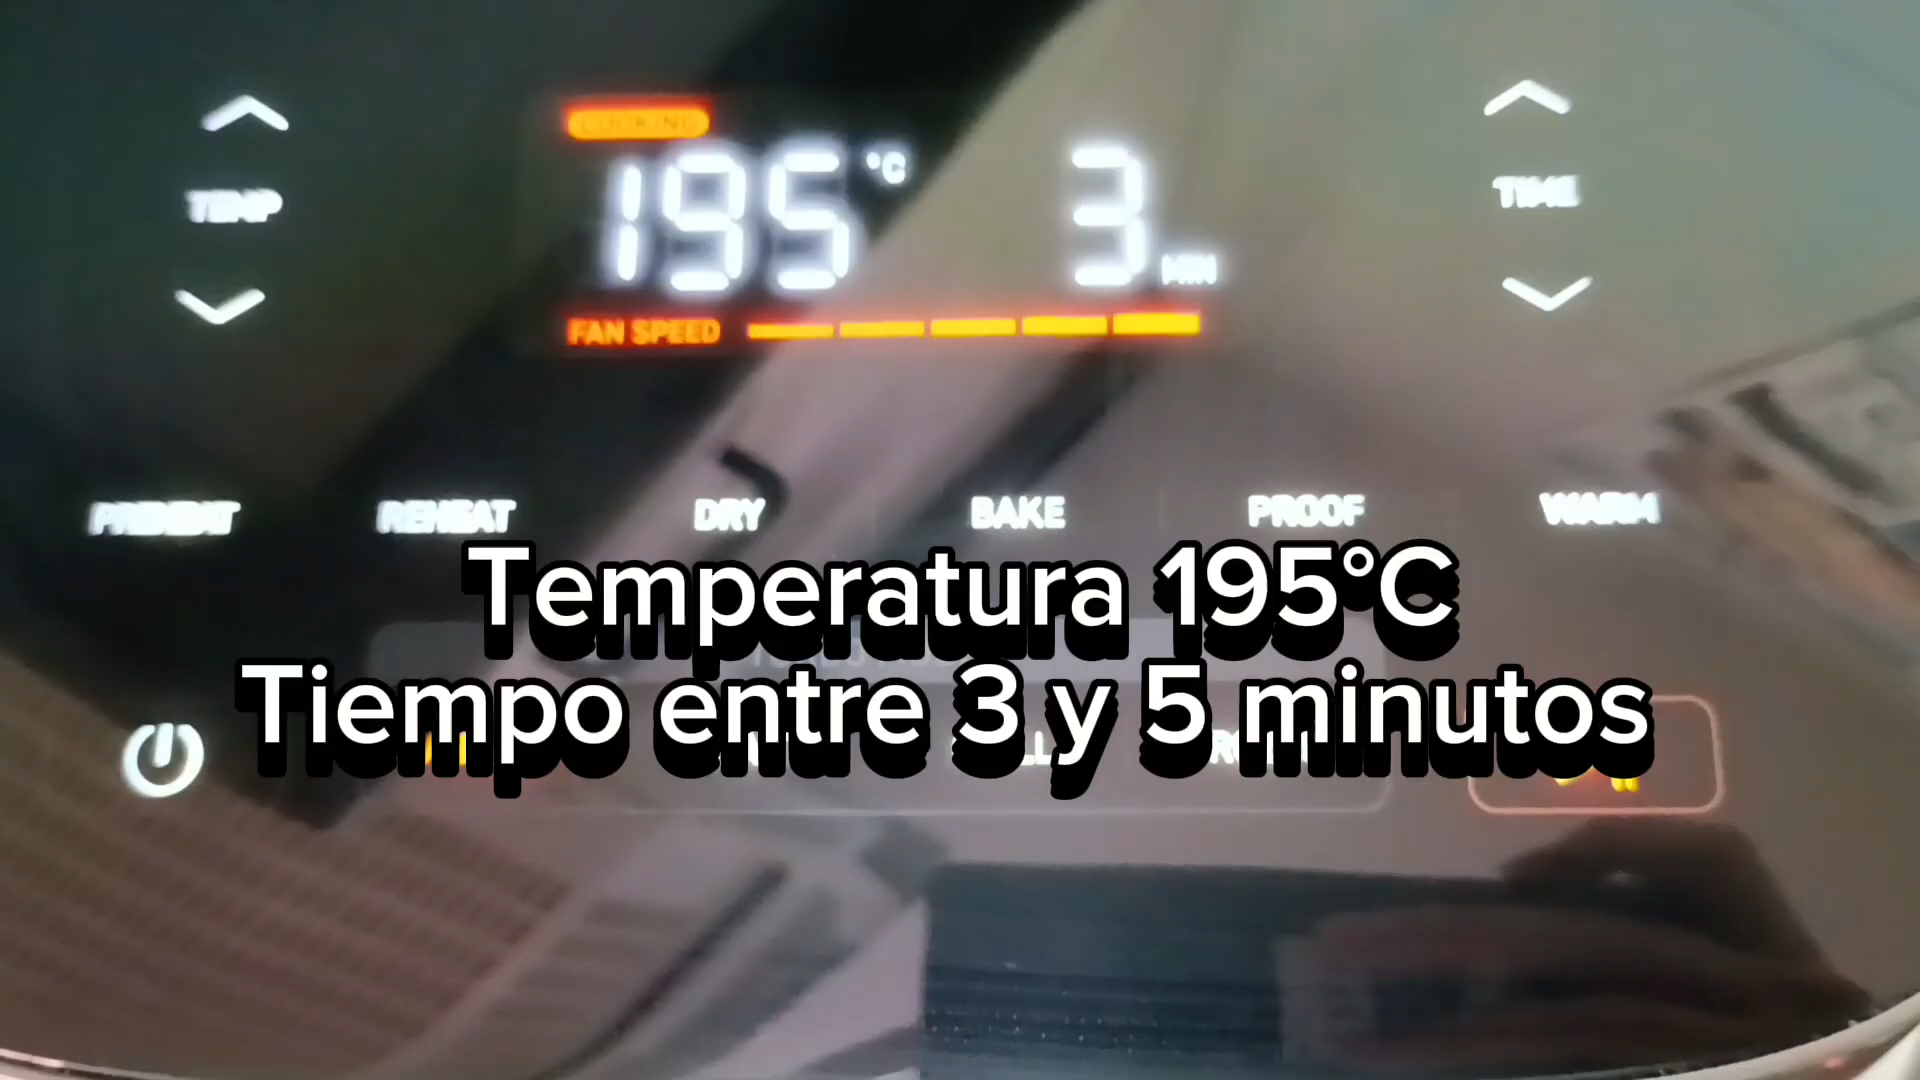 COOKING
195 °C 3 MIN
TEMP
TIME
FAN SPEED
PREHEAT REHEAT DRY BAKE PROOF WARM
Temperatura 195°C
Tiempo entre 3 y 5 minutos